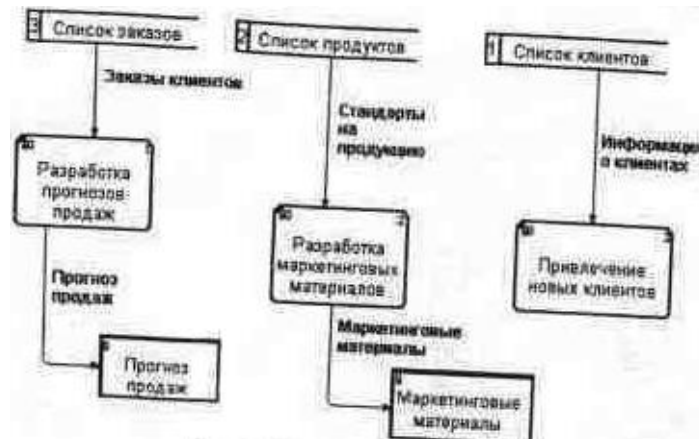 3 Список заказов
2 Список продуктов
1 Список клиентов
Заказы клиентов
Стандарты
на
продукцию
Информаци
о клиентах
Разработка
прогнозов
продаж
Разработка
маркетинговых
материалов
Привлечение
новых клиентов
Прогноз
продаж
Маркетинговые
материалы
Прогноз
продаж
Маркетинговые
материалы